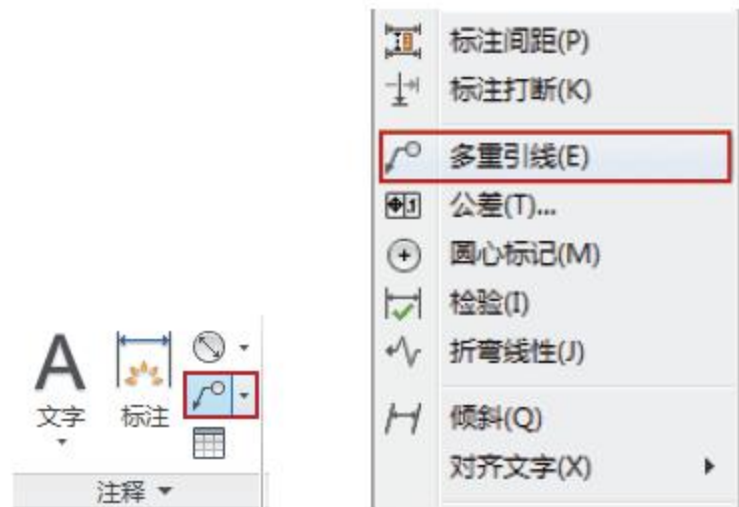 文字
标注
注释
标注间距(P)
标注打断(K)
多重引线(E)
公差(T)...
圆心标记(M)
检验(I)
折弯线性(J)
倾斜(Q)
对齐文字(X)